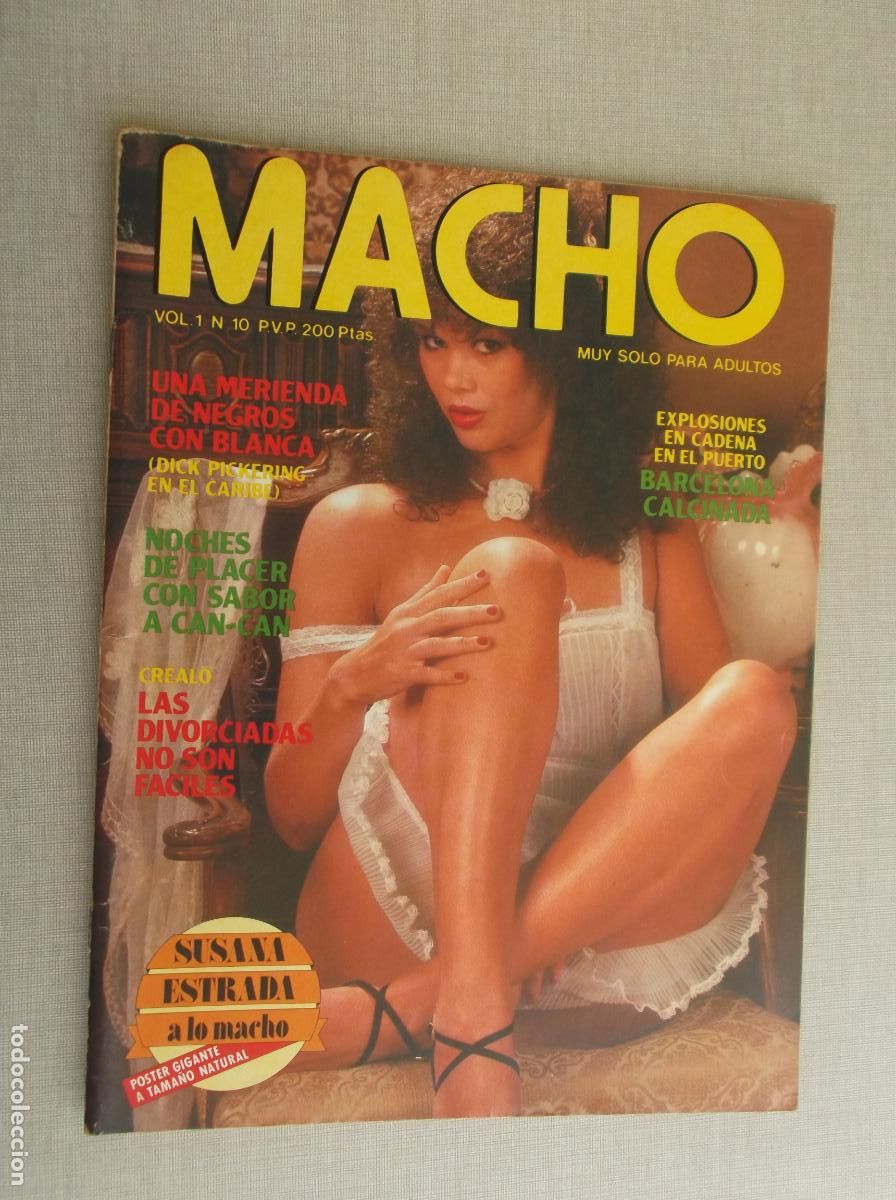 MACHO
VOL.1 N 10 P.V.P. 200 Ptas.
MUY SOLO PARA ADULTOS
UNA MERIENDA
DE NEGROS
CON BLANCA
(DICK PICKERING
EN EL CARIBE)
NOCHES
DE PLACER
CON SABOR
A CAN-CAN
CREALO
LAS
DIVORCIADAS
NO SON
FACILES
EXPLOSIONES
EN CADENA
EN EL PUERTO
BARCELONA
CALCINADA
SUSANA
ESTRADA
a lo macho
POSTER GIGANTE
A TAMAÑO NATURAL
todocoleccion